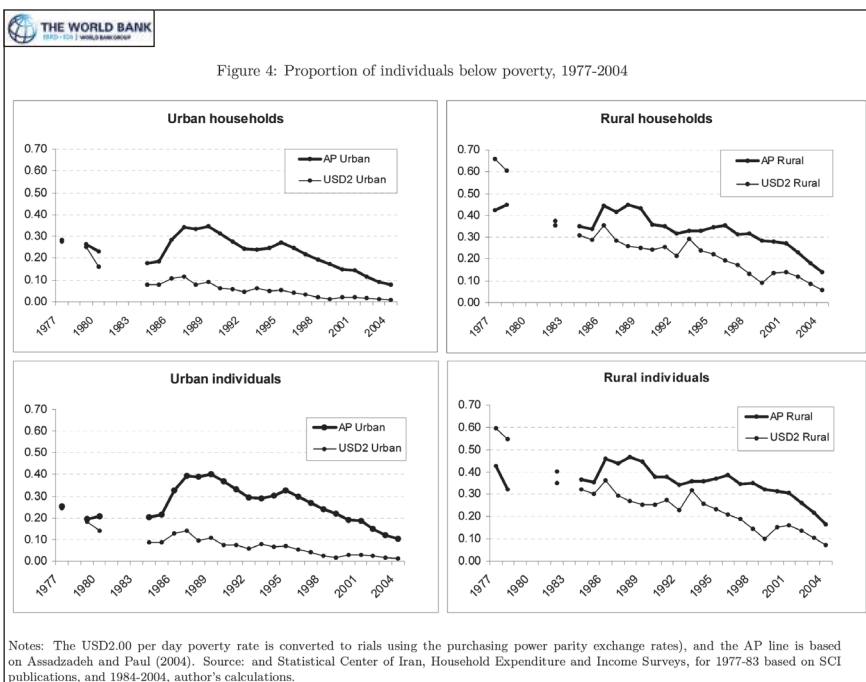 THE WORLD BANK
IBRD • IDA | WORLD BANK GROUP
Figure 4: Proportion of individuals below poverty, 1977-2004
Urban households
0.70
0.60
0.50
0.40
0.30
0.20
0.10
0.00
AP Urban
USD2 Urban
1977 1980 1983 1986 1989 1992 1995 1998 2001 2004
Rural households
0.70
0.60
0.50
0.40
0.30
0.20
0.10
0.00
AP Rural
USD2 Rural
1977 1980 1983 1986 1989 1992 1995 1998 2001 2004
Urban individuals
0.70
0.60
0.50
0.40
0.30
0.20
0.10
0.00
AP Urban
USD2 Urban
1977 1980 1983 1986 1989 1992 1995 1998 2001 2004
Rural individuals
0.70
0.60
0.50
0.40
0.30
0.20
0.10
0.00
AP Rural
USD2 Rural
1977 1980 1983 1986 1989 1992 1995 1998 2001 2004
Notes: The USD2.00 per day poverty rate is converted to rials using the purchasing power parity exchange rates), and the AP line is based
on Assadzadeh and Paul (2004). Source: and Statistical Center of Iran, Household Expenditure and Income Surveys, for 1977-83 based on SCI
publications, and 1984-2004, author's calculations.